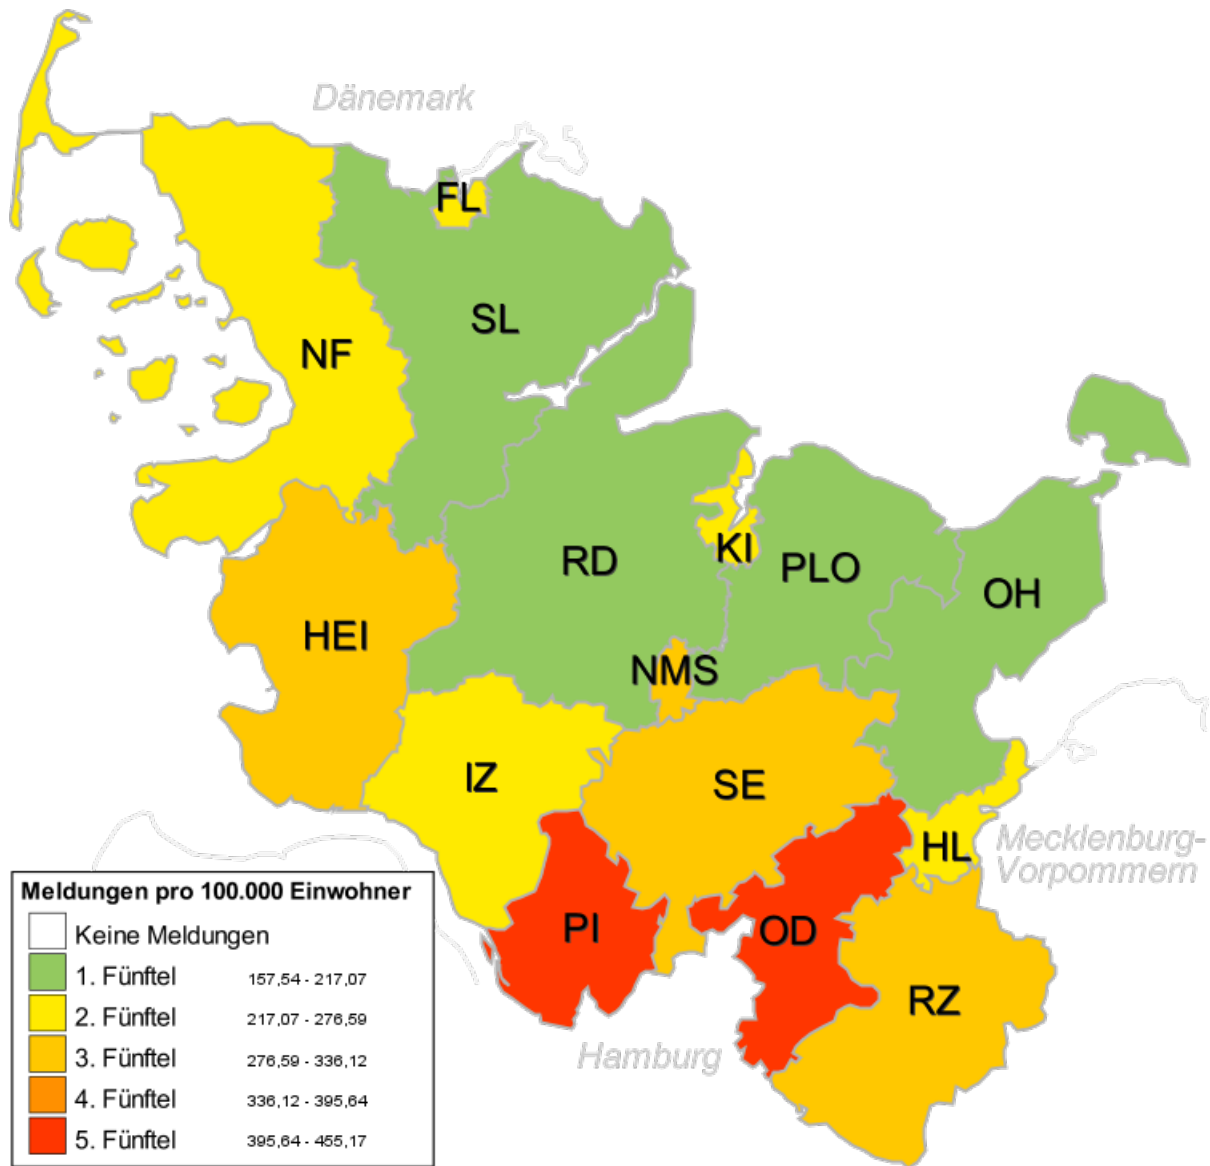 Dänemark
FL
SL
NF
RD
KI
PLO
OH
HEI
NMS
IZ
SE
HL
Mecklenburg-
Vorpommern
PI
OD
RZ
Hamburg
Meldungen pro 100.000 Einwohner
Keine Meldungen
1. Fünftel 157,54 - 217,07
2. Fünftel 217,07 - 276,59
3. Fünftel 276,59 - 336,12
4. Fünftel 336,12 - 395,64
5. Fünftel 395,64 - 455,17